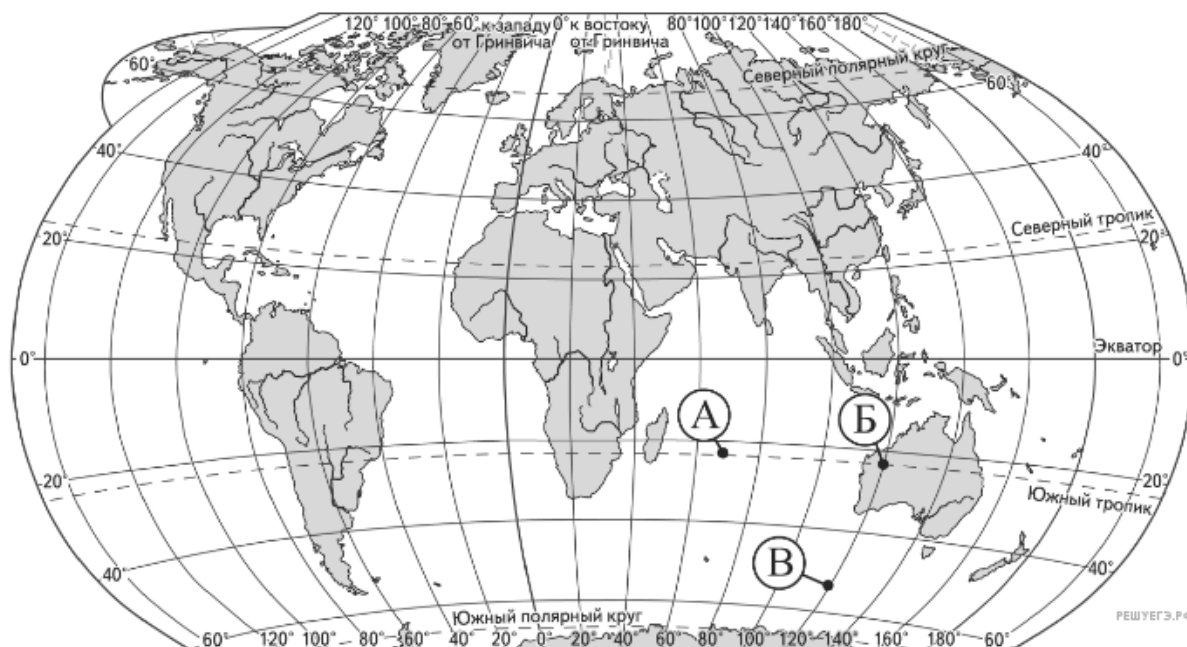 120° 100° 80° 60° к западу 0° к востоку 80° 100° 120° 140° 160° 180°
от Гринвича от Гринвича
Северный полярный круг
60° 60°
40° 40°
Северный тропик
20° 20°
Экватор
0° 0°
А Б
20° 20°
Южный тропик
В
40° 40°
Южный полярный круг
РЕШУЕГЭ.РФ
60° 120° 100° 80° 60° 40° 20 0° 20° 40° 60° 80° 100° 120° 140° 160° 180° 60°